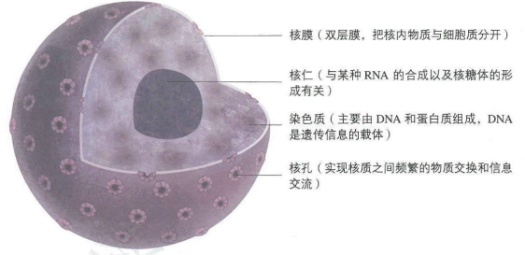 核膜（双层膜，把核内物质与细胞质分开）
核仁（与某种 RNA 的合成以及核糖体的形
成有关）
染色质（主要由 DNA 和蛋白质组成，DNA
是遗传信息的载体）
核孔（实现核质之间频繁的物质交换和信息
交流）